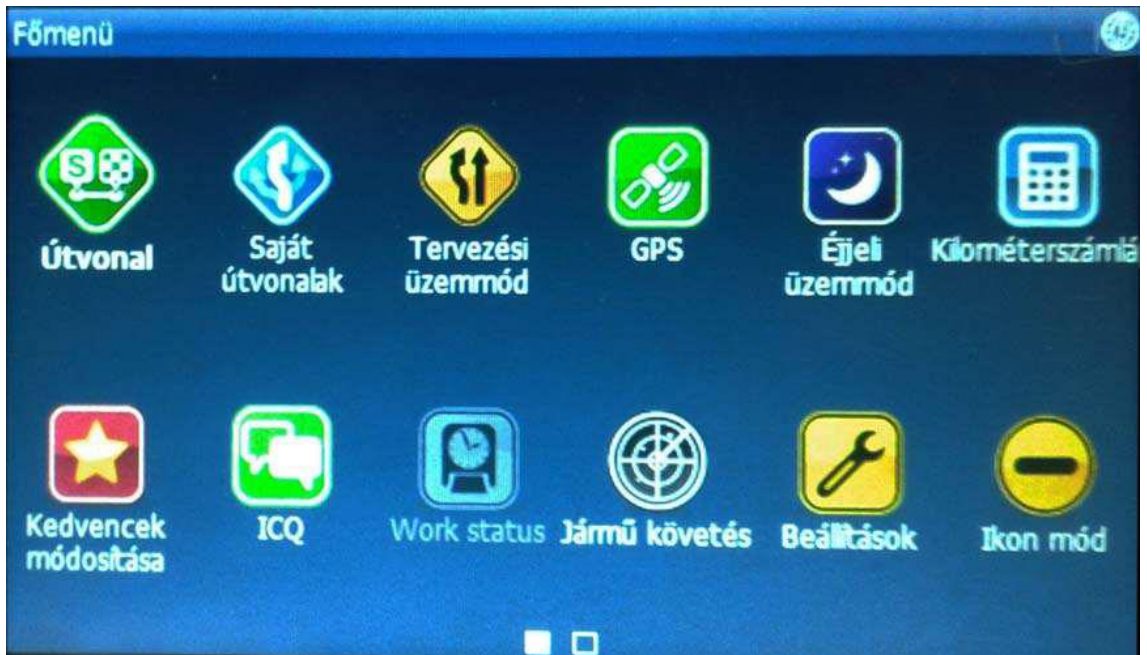 Főmenü
Útvonal
Saját
útvonalak
Tervezési
üzemmód
GPS
Éjjeli
üzemmód
Kilométerszámlá
Kedvencek
módosítása
ICQ
Work status
Jármű követés
Beállítások
Ikon mód